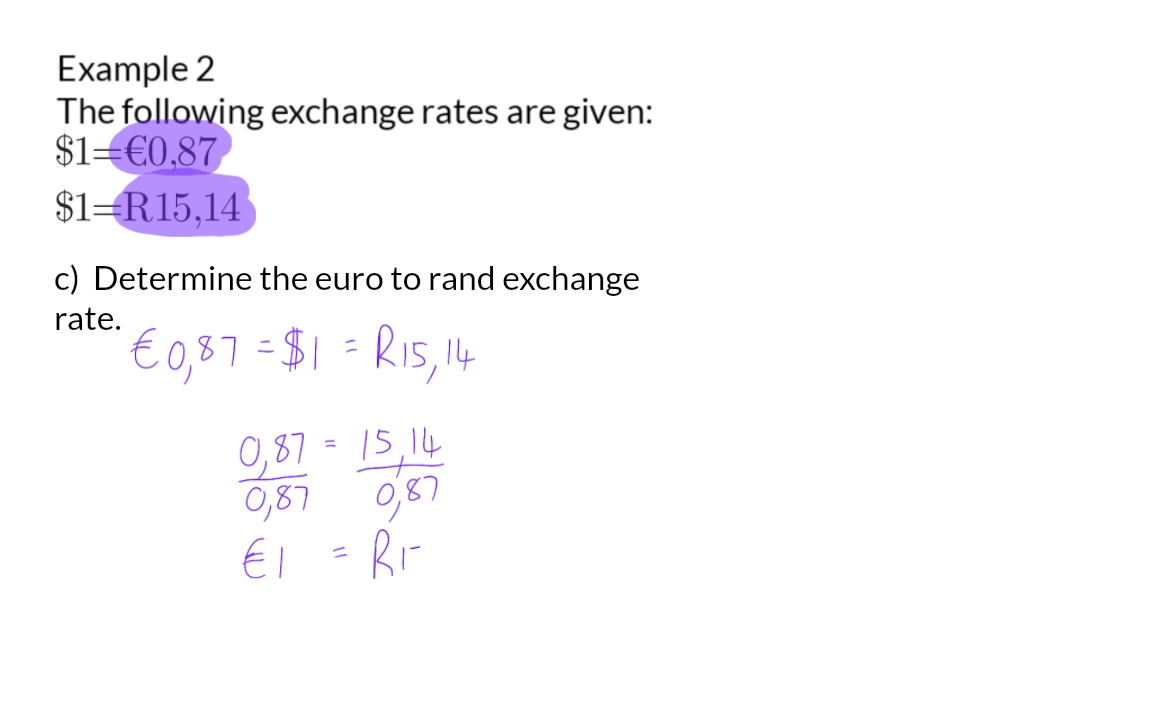 Example 2
The following exchange rates are given:
$1=€0,87
$1=R15,14
c) Determine the euro to rand exchange
rate.
€0,87 = $1 = R15,14
0,87 = 15,14
0,87 0,87
€1 = R1